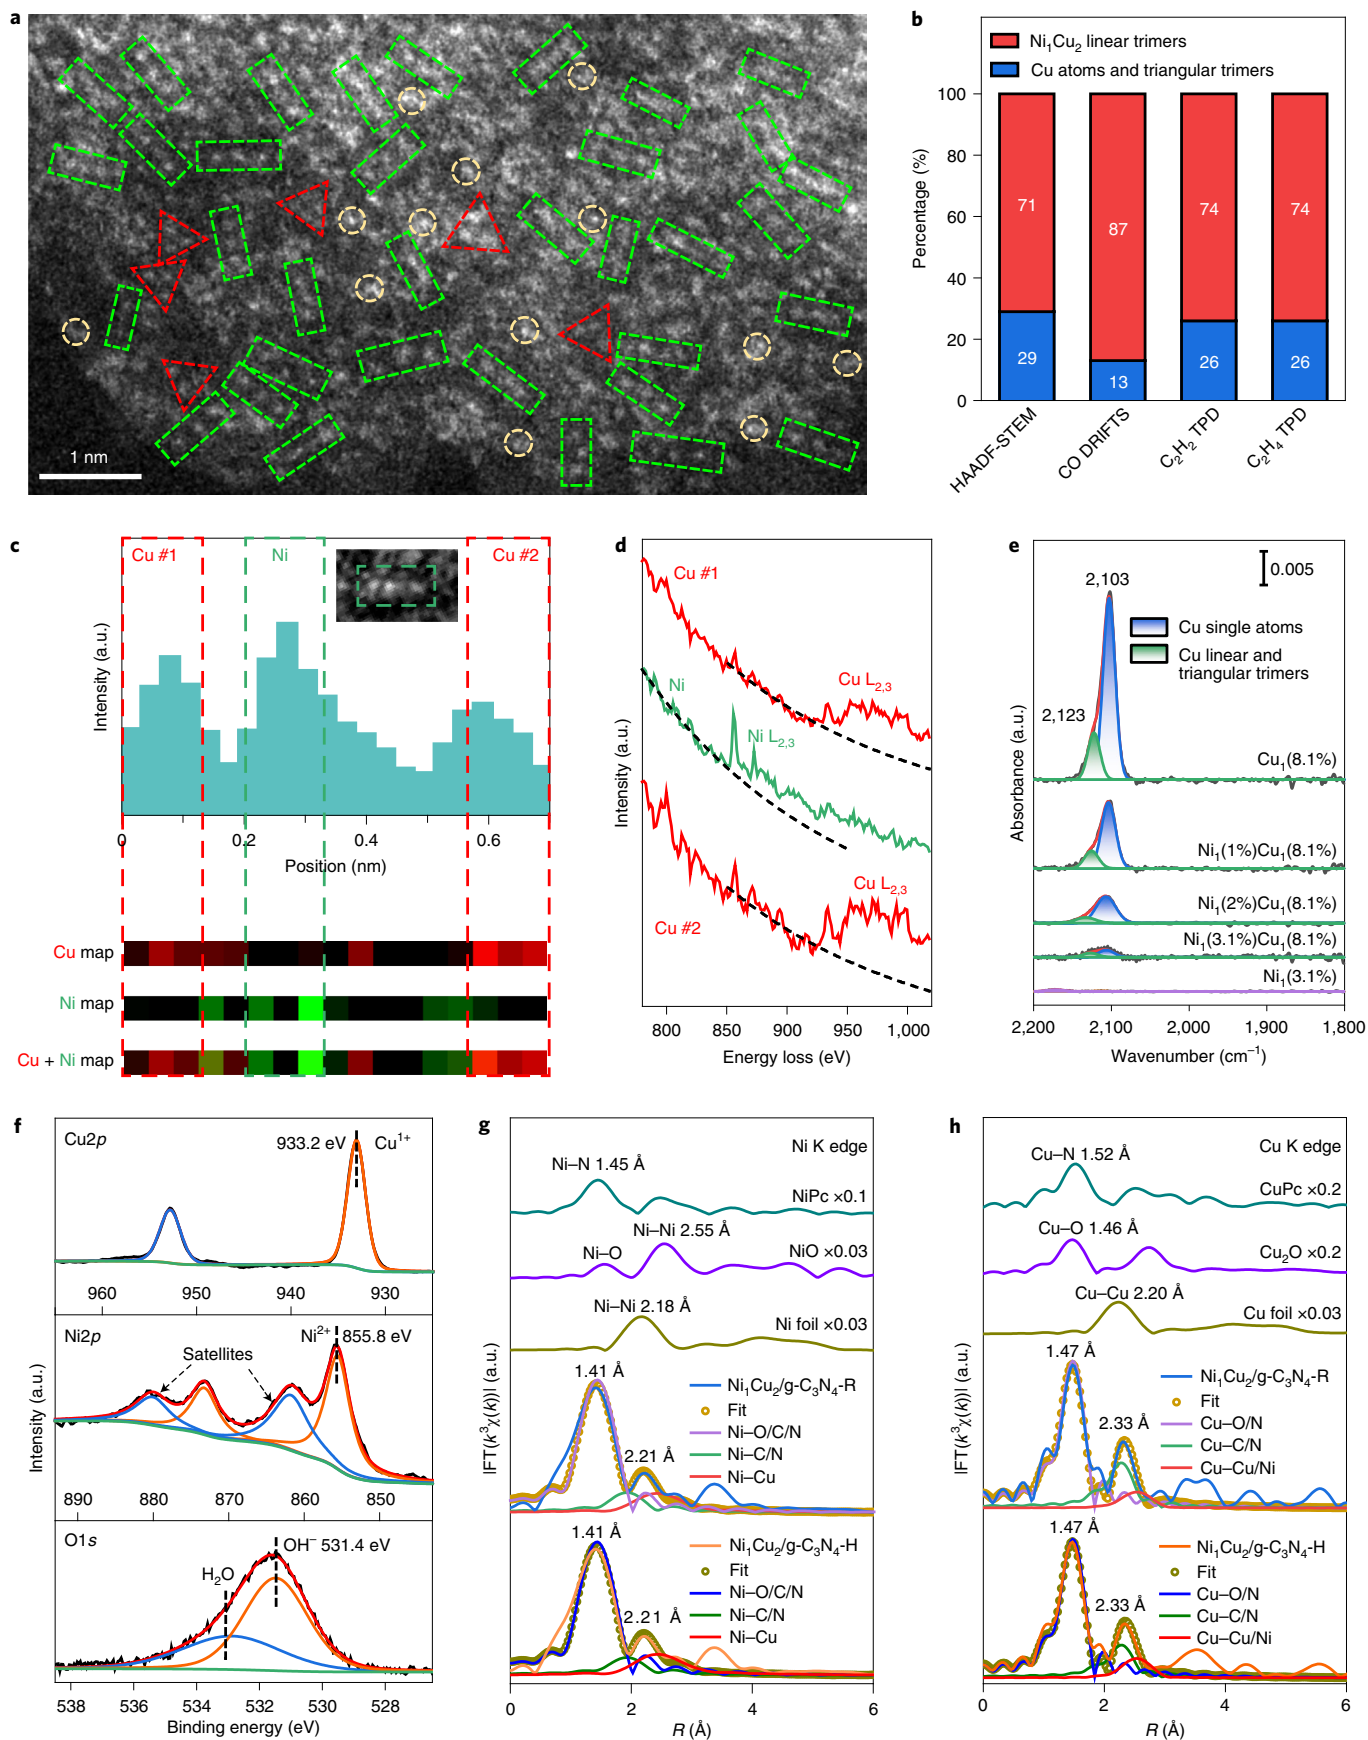 a
1 nm
b
Ni₁Cu₂ linear trimers
Cu atoms and triangular trimers
Percentage (%)
100
80
60
40
20
0
71
87
74
74
29
13
26
26
HAADF-STEM
CO DRIFTS
C₂H₂ TPD
C₂H₄ TPD
c
Cu #1
Ni
Cu #2
Intensity (a.u.)
0
0.2
0.4
0.6
Position (nm)
Cu map
Ni map
Cu + Ni map
d
Cu #1
Cu L₂,₃
Ni
Ni L₂,₃
Cu L₂,₃
Cu #2
Intensity (a.u.)
800
850
900
950
1,000
Energy loss (eV)
e
0.005
2,103
Cu single atoms
Cu linear and
triangular trimers
2,123
Cu₁(8.1%)
Ni₁(1%)Cu₁(8.1%)
Ni₁(2%)Cu₁(8.1%)
Ni₁(3.1%)Cu₁(8.1%)
Ni₁(3.1%)
Absorbance (a.u.)
2,200
2,100
2,000
1,900
1,800
Wavenumber (cm⁻¹)
f
Cu2p
933.2 eV
Cu¹⁺
960
950
940
930
Ni2p
Ni²⁺
855.8 eV
Satellites
890
880
870
860
850
O1s
OH⁻ 531.4 eV
H₂O
538
536
534
532
530
528
Intensity (a.u.)
Binding energy (eV)
g
Ni K edge
Ni–N 1.45 Å
NiPc ×0.1
Ni–Ni 2.55 Å
Ni–O
NiO ×0.03
Ni–Ni 2.18 Å
Ni foil ×0.03
1.41 Å
Ni₁Cu₂/g-C₃N₄-R
Fit
Ni–O/C/N
Ni–C/N
Ni–Cu
2.21 Å
1.41 Å
Ni₁Cu₂/g-C₃N₄-H
Fit
Ni–O/C/N
Ni–C/N
Ni–Cu
2.21 Å
|FT(k³χ(k))| (a.u.)
0
2
4
6
R (Å)
h
Cu K edge
Cu–N 1.52 Å
CuPc ×0.2
Cu–O 1.46 Å
Cu₂O ×0.2
Cu–Cu 2.20 Å
Cu foil ×0.03
1.47 Å
Ni₁Cu₂/g-C₃N₄-R
Fit
Cu–O/N
Cu–C/N
Cu–Cu/Ni
2.33 Å
1.47 Å
Ni₁Cu₂/g-C₃N₄-H
Fit
Cu–O/N
Cu–C/N
Cu–Cu/Ni
2.33 Å
|FT(k³χ(k))| (a.u.)
0
2
4
6
R (Å)